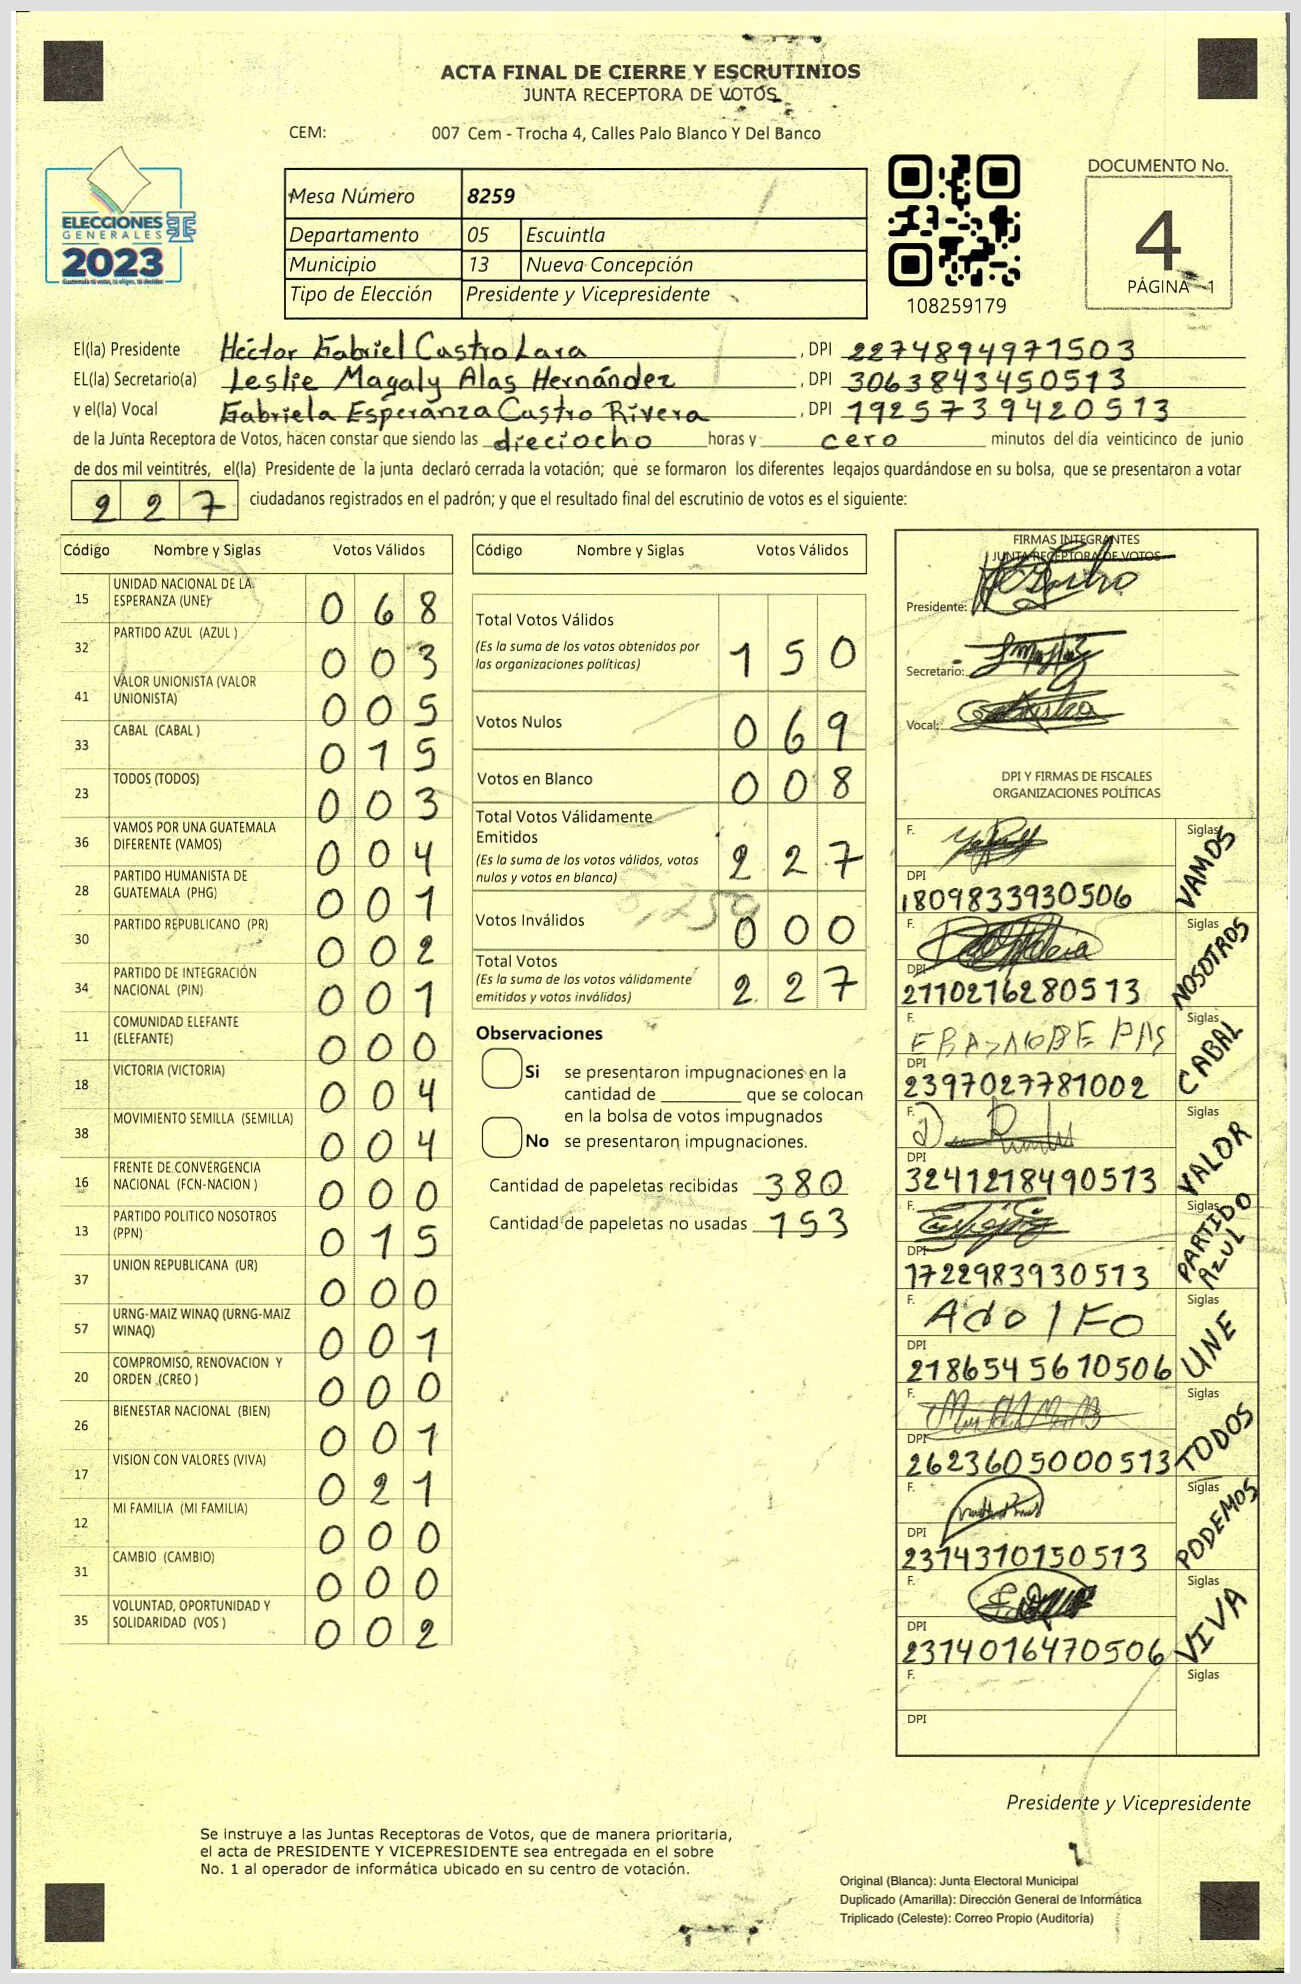 ACTA FINAL DE CIERRE Y ESCRUTINIOS
JUNTA RECEPTORA DE VOTOS
CEM: 007 Cem - Trocha 4, Calles Palo Blanco Y Del Banco
ELECCIONES
GENERALES
2023
Mesa Número 8259
Departamento 05 Escuintla
Municipio 13 Nueva Concepción
Tipo de Elección Presidente y Vicepresidente
108259179
DOCUMENTO No.
4
PÁGINA 1
El(la) Presidente Héctor Gabriel Castro Lara , DPI 2274894971503
EL(la) Secretario(a) Leslie Magaly Alas Hernández , DPI 3063843450513
y el(la) Vocal Gabriela Esperanza Castro Rivera , DPI 1925739420513
de la Junta Receptora de Votos, hacen constar que siendo las dieciocho horas y cero minutos del día veinticinco de junio
de dos mil veintitrés, el(la) Presidente de la junta declaró cerrada la votación; que se formaron los diferentes legajos guardándose en su bolsa, que se presentaron a votar
227 ciudadanos registrados en el padrón; y que el resultado final del escrutinio de votos es el siguiente:
Código Nombre y Siglas Votos Válidos
15 UNIDAD NACIONAL DE LA ESPERANZA (UNE) 068
32 PARTIDO AZUL (AZUL ) 003
41 VALOR UNIONISTA (VALOR UNIONISTA) 005
33 CABAL (CABAL ) 015
23 TODOS (TODOS) 003
36 VAMOS POR UNA GUATEMALA DIFERENTE (VAMOS) 004
28 PARTIDO HUMANISTA DE GUATEMALA (PHG) 001
30 PARTIDO REPUBLICANO (PR) 002
34 PARTIDO DE INTEGRACIÓN NACIONAL (PIN) 001
11 COMUNIDAD ELEFANTE (ELEFANTE) 000
18 VICTORIA (VICTORIA) 004
38 MOVIMIENTO SEMILLA (SEMILLA) 004
16 FRENTE DE CONVERGENCIA NACIONAL (FCN-NACION ) 000
13 PARTIDO POLITICO NOSOTROS (PPN) 015
37 UNION REPUBLICANA (UR) 000
57 URNG-MAIZ WINAQ (URNG-MAIZ WINAQ) 001
20 COMPROMISO, RENOVACION Y ORDEN (CREO ) 000
26 BIENESTAR NACIONAL (BIEN) 001
17 VISION CON VALORES (VIVA) 021
12 MI FAMILIA (MI FAMILIA) 000
31 CAMBIO (CAMBIO) 000
35 VOLUNTAD, OPORTUNIDAD Y SOLIDARIDAD (VOS ) 002
Código Nombre y Siglas Votos Válidos
Total Votos Válidos 150
(Es la suma de los votos obtenidos por
las organizaciones políticas)
Votos Nulos 069
Votos en Blanco 008
Total Votos Válidamente
Emitidos 227
(Es la suma de los votos válidos, votos
nulos y votos en blanco)
Votos Inválidos 000
Total Votos 227
(Es la suma de los votos válidamente
emitidos y votos inválidos)
Observaciones
Si se presentaron impugnaciones en la
cantidad de ________ que se colocan
en la bolsa de votos impugnados
No se presentaron impugnaciones.
Cantidad de papeletas recibidas 380
Cantidad de papeletas no usadas 153
FIRMAS INTEGRANTES
JUNTA RECEPTORA DE VOTOS
Presidente:
Secretario:
Vocal:
DPI Y FIRMAS DE FISCALES
ORGANIZACIONES POLÍTICAS
F. Siglas VAMOS
DPI 1809833930506
F. Siglas NOSOTROS
DPI 2110216280513
F. Siglas CABAL
DPI 2397027781002
F. Siglas VALOR
DPI 3241218490513
F. Siglas PARTIDO AZUL
DPI 1722983930513
F. Adolfo Siglas UNE
DPI 2186545610506
F. Siglas TODOS
DPI 2623605000513
F. Siglas PODEMOS
DPI 2314310150513
F. Siglas VIVA
DPI 2314016470506
F. Siglas
DPI
Presidente y Vicepresidente
Se instruye a las Juntas Receptoras de Votos, que de manera prioritaria,
el acta de PRESIDENTE Y VICEPRESIDENTE sea entregada en el sobre
No. 1 al operador de informática ubicado en su centro de votación.
Original (Blanca): Junta Electoral Municipal
Duplicado (Amarilla): Dirección General de Informática
Triplicado (Celeste): Correo Propio (Auditoría)